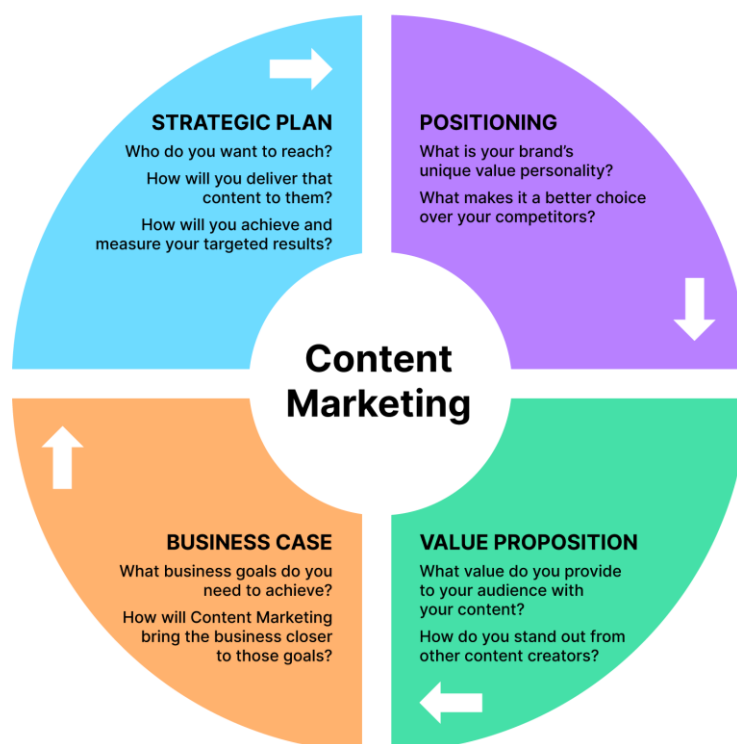 STRATEGIC PLAN
Who do you want to reach?
How will you deliver that
content to them?
How will you achieve and
measure your targeted results?
POSITIONING
What is your brand's
unique value personality?
What makes it a better choice
over your competitors?
Content
Marketing
BUSINESS CASE
What business goals do you
need to achieve?
How will Content Marketing
bring the business closer
to those goals?
VALUE PROPOSITION
What value do you provide
to your audience with
your content?
How do you stand out from
other content creators?